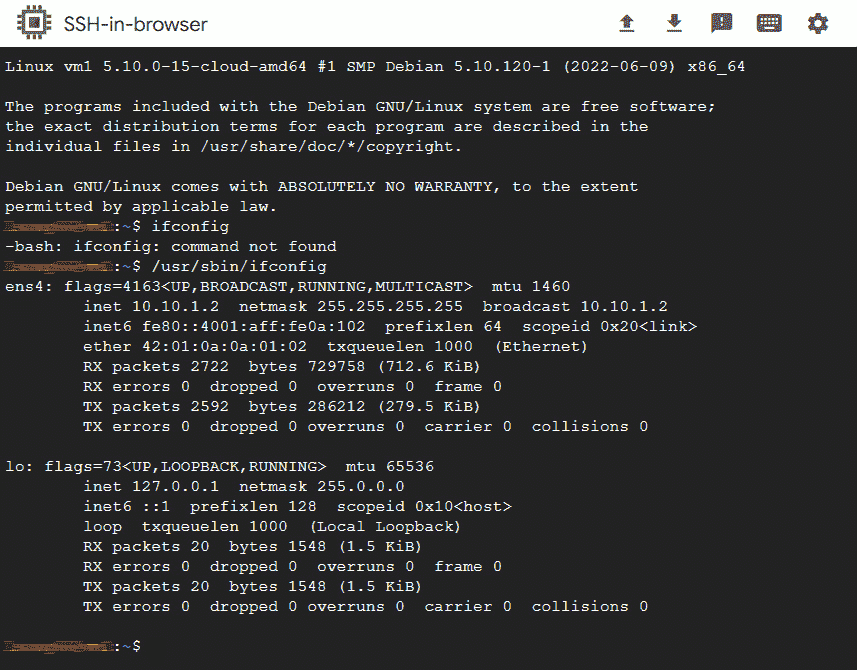 SSH-in-browser
Linux vm1 5.10.0-15-cloud-amd64 #1 SMP Debian 5.10.120-1 (2022-06-09) x86_64
The programs included with the Debian GNU/Linux system are free software;
the exact distribution terms for each program are described in the
individual files in /usr/share/doc/*/copyright.
Debian GNU/Linux comes with ABSOLUTELY NO WARRANTY, to the extent
permitted by applicable law.
:~$ ifconfig
-bash: ifconfig: command not found
:~$ /usr/sbin/ifconfig
ens4: flags=4163<UP,BROADCAST,RUNNING,MULTICAST>  mtu 1460
        inet 10.10.1.2  netmask 255.255.255.255  broadcast 10.10.1.2
        inet6 fe80::4001:aff:fe0a:102  prefixlen 64  scopeid 0x20<link>
        ether 42:01:0a:0a:01:02  txqueuelen 1000  (Ethernet)
        RX packets 2722  bytes 729758 (712.6 KiB)
        RX errors 0  dropped 0  overruns 0  frame 0
        TX packets 2592  bytes 286212 (279.5 KiB)
        TX errors 0  dropped 0 overruns 0  carrier 0  collisions 0
lo: flags=73<UP,LOOPBACK,RUNNING>  mtu 65536
        inet 127.0.0.1  netmask 255.0.0.0
        inet6 ::1  prefixlen 128  scopeid 0x10<host>
        loop  txqueuelen 1000  (Local Loopback)
        RX packets 20  bytes 1548 (1.5 KiB)
        RX errors 0  dropped 0  overruns 0  frame 0
        TX packets 20  bytes 1548 (1.5 KiB)
        TX errors 0  dropped 0 overruns 0  carrier 0  collisions 0
:~$